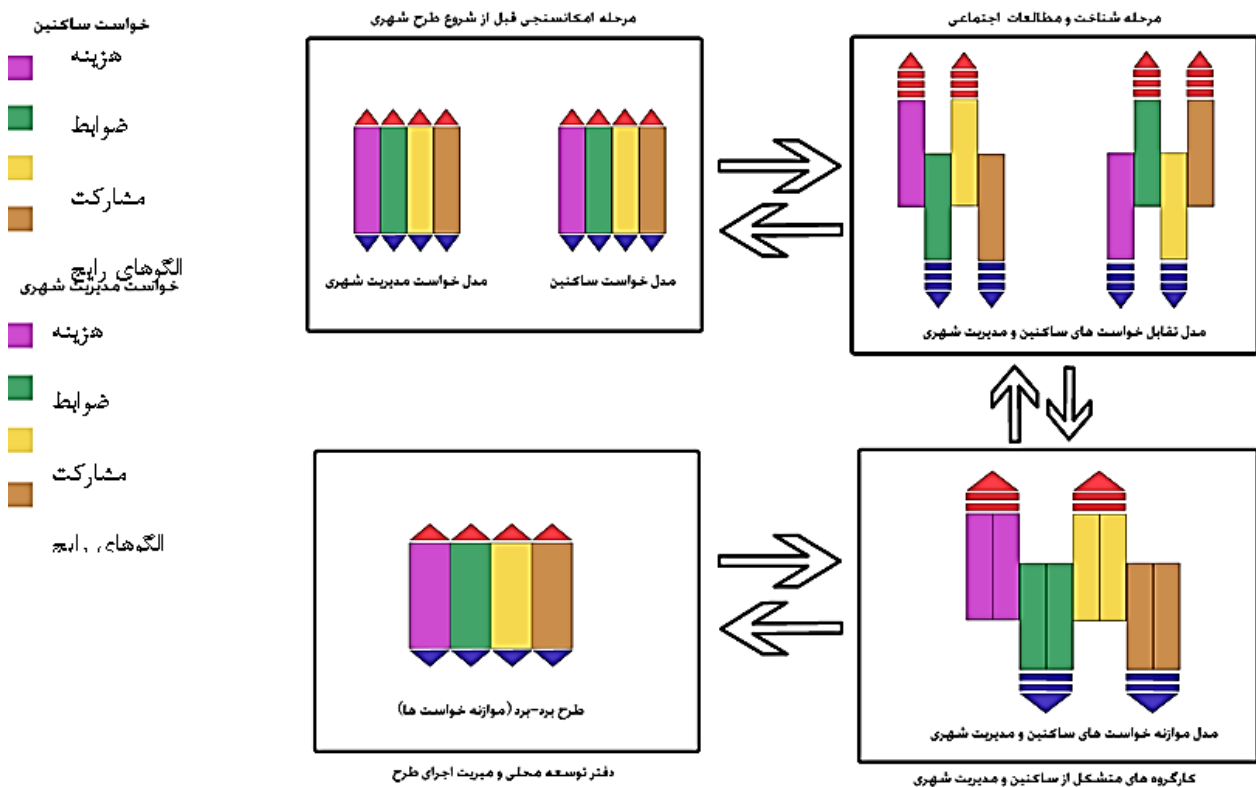 خواست ساکنین
هزینه
ضوابط
مشارکت
الگوهای رایج
خواست مدیریت شهری
هزینه
ضوابط
مشارکت
الگوهای رایج
مرحله امکانسنجی قبل از شروع طرح شهری
مدل خواست ساکنین
مدل خواست مدیریت شهری
مرحله شناخت و مطالعات اجتماعی
مدل تقابل خواست های ساکنین و مدیریت شهری
مدل موازنه خواست های ساکنین و مدیریت شهری
کارگروه های متشکل از ساکنین و مدیریت شهری
طرح برد-برد (موازنه خواست ها)
دفتر توسعه محلی و میریت اجرای طرح